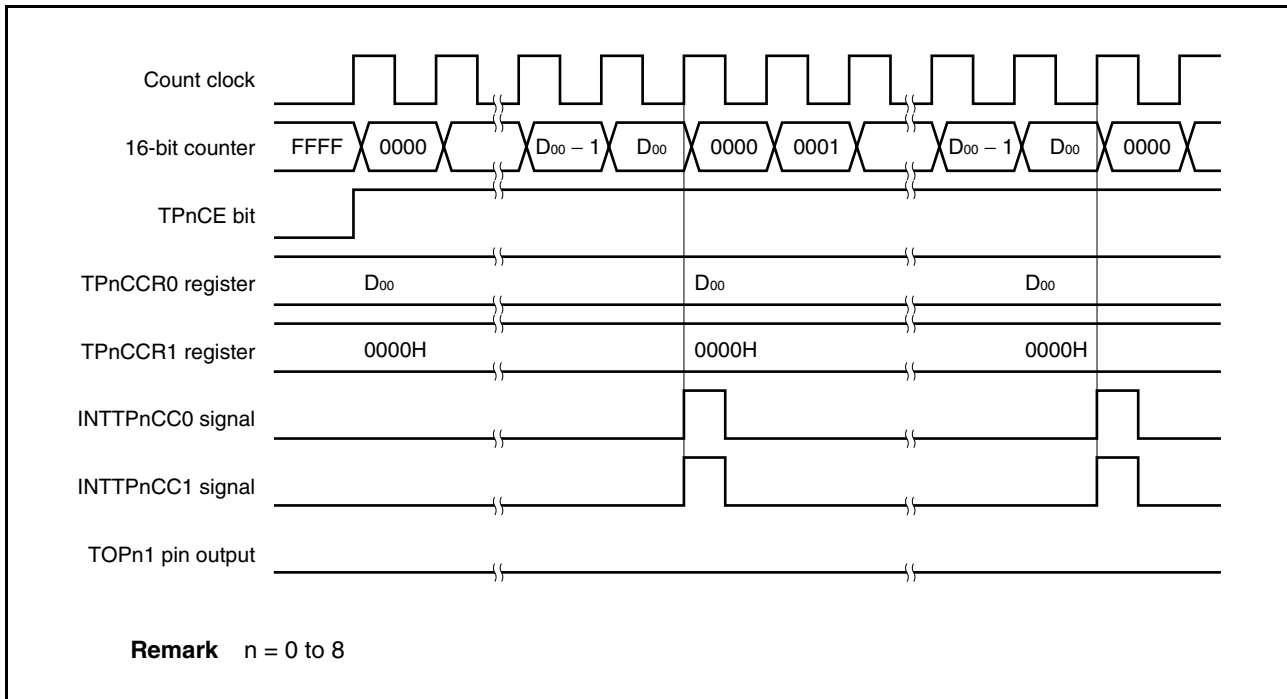 Count clock
16-bit counter FFFF 0000 D00 − 1 D00 0000 0001 D00 − 1 D00 0000
TPnCE bit
TPnCCR0 register D00 D00 D00
TPnCCR1 register 0000H 0000H 0000H
INTTPnCC0 signal
INTTPnCC1 signal
TOPn1 pin output
Remark n = 0 to 8